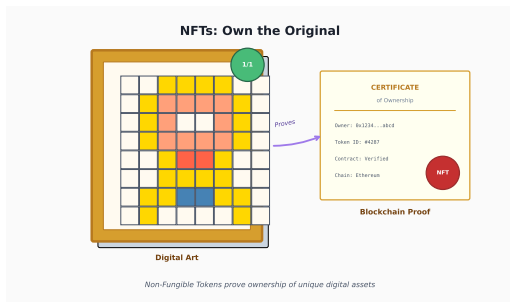 NFTs: Own the Original
1/1
Proves
CERTIFICATE
of Ownership
Owner: 0x1234...abcd
Token ID: #4287
Contract: Verified
Chain: Ethereum
NFT
Digital Art
Blockchain Proof
Non-Fungible Tokens prove ownership of unique digital assets